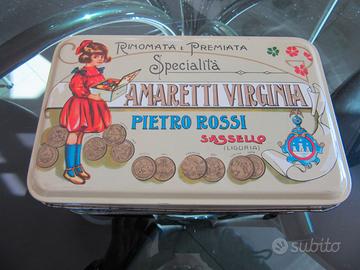 RINOMATA E PREMIATA
Specialità
AMARETTI VIRGINIA
PIETRO ROSSI
SASSELLO
(LIGURIA)
subito